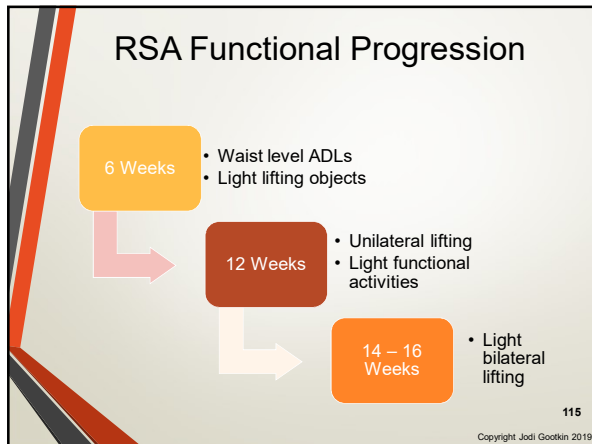 RSA Functional Progression
6 Weeks
• Waist level ADLs
• Light lifting objects
12 Weeks
• Unilateral lifting
• Light functional
activities
14 – 16
Weeks
• Light
bilateral
lifting
115
Copyright Jodi Gootkin 2019